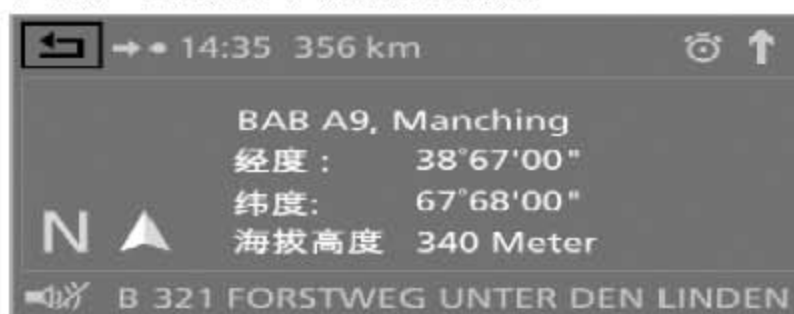 14:35 356 km
BAB A9, Manching
经度： 38°67'00"
纬度: 67°68'00"
海拔高度 340 Meter
N
B 321 FORSTWEG UNTER DEN LINDEN